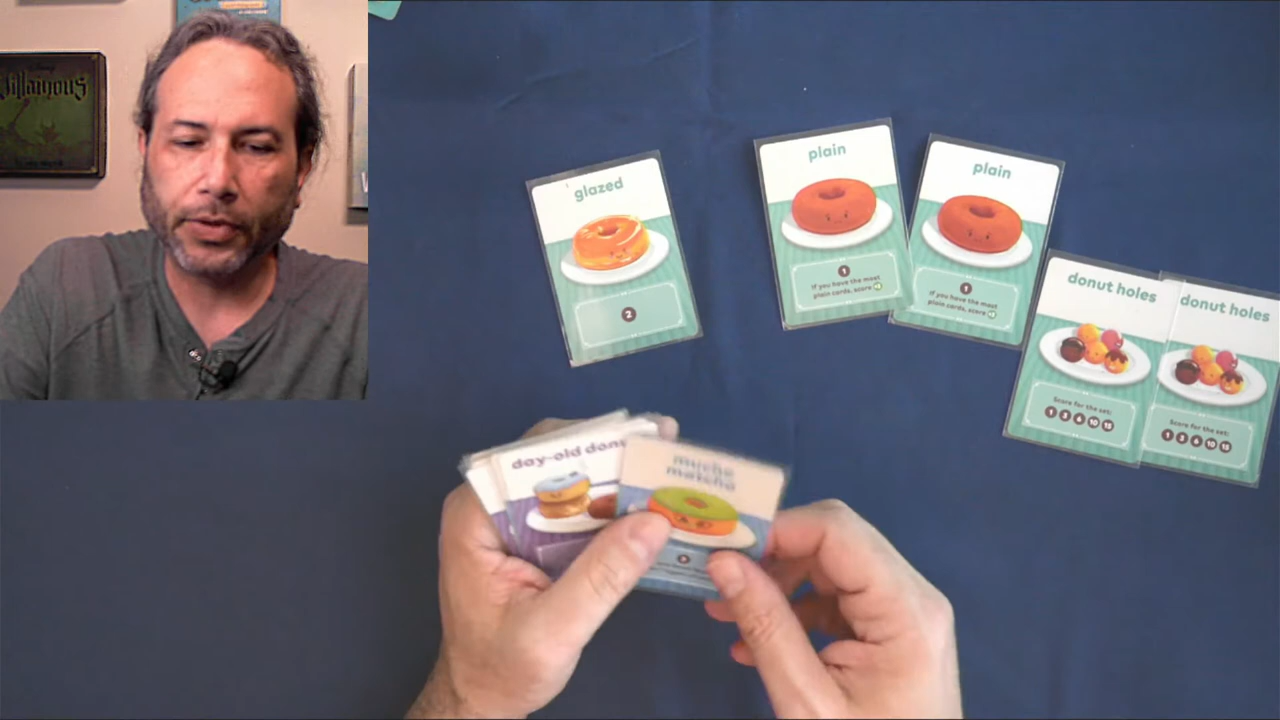 Villainous
glazed
2
plain
1
If you have the most
plain cards, score
plain
1
If you have the most
plain cards, score
donut holes
Score for the set:
1 3 6 10 15
donut holes
Score for the set:
1 3 6 10 15
day-old donu
mucho
matcha